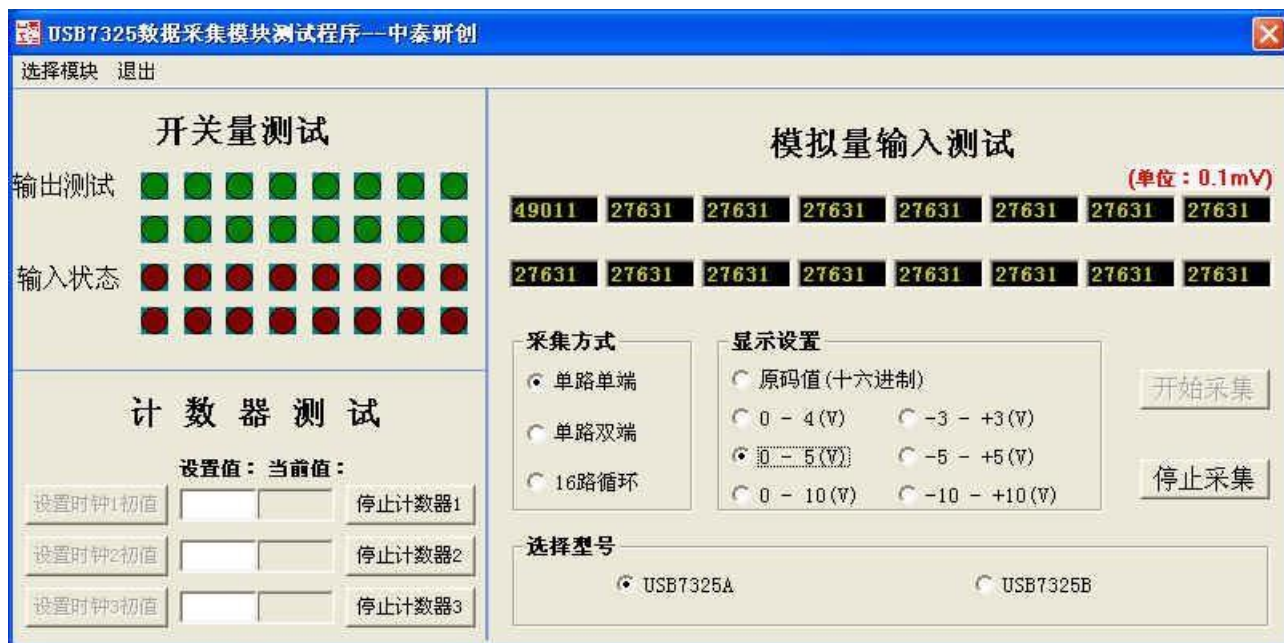 USB7325数据采集模块测试程序--中泰研创
选择模块 退出
开关量测试
输出测试
输入状态
计数器测试
设置值： 当前值：
设置时钟1初值 停止计数器1
设置时钟2初值 停止计数器2
设置时钟3初值 停止计数器3
模拟量输入测试
(单位：0.1mV)
49011 27631 27631 27631 27631 27631 27631 27631
27631 27631 27631 27631 27631 27631 27631 27631
采集方式
单路单端
单路双端
16路循环
显示设置
原码值(十六进制)
0 - 4(V) -3 - +3(V)
0 - 5(V) -5 - +5(V)
0 - 10(V) -10 - +10(V)
开始采集
停止采集
选择型号
USB7325A USB7325B